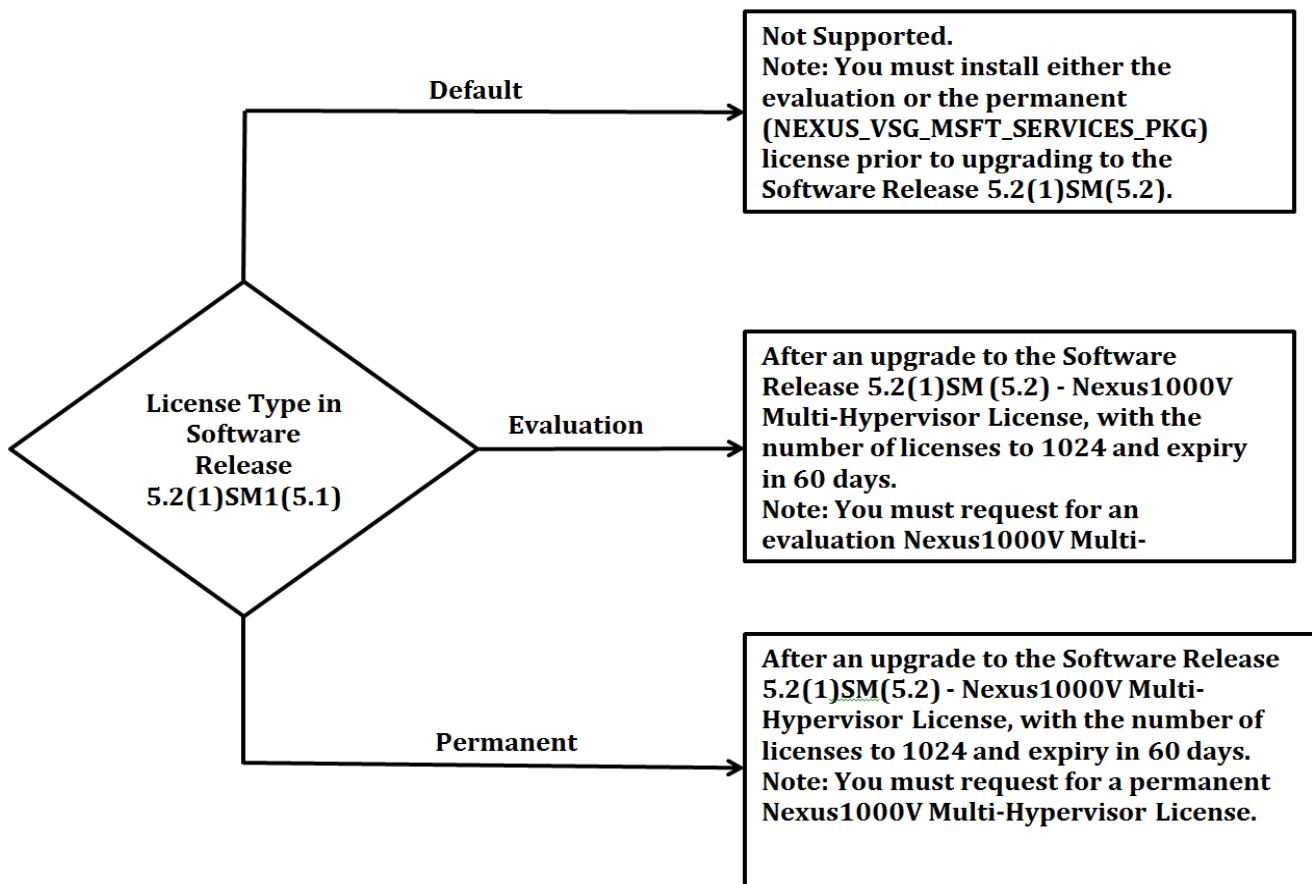 Default
Not Supported.
Note: You must install either the
evaluation or the permanent
(NEXUS_VSG_MSFT_SERVICES_PKG)
license prior to upgrading to the
Software Release 5.2(1)SM(5.2).
License Type in
Software
Release
5.2(1)SM1(5.1)
Evaluation
After an upgrade to the Software
Release 5.2(1)SM (5.2) - Nexus1000V
Multi-Hypervisor License, with the
number of licenses to 1024 and expiry
in 60 days.
Note: You must request for an
evaluation Nexus1000V Multi-
Permanent
After an upgrade to the Software Release
5.2(1)SM(5.2) - Nexus1000V Multi-
Hypervisor License, with the number of
licenses to 1024 and expiry in 60 days.
Note: You must request for a permanent
Nexus1000V Multi-Hypervisor License.